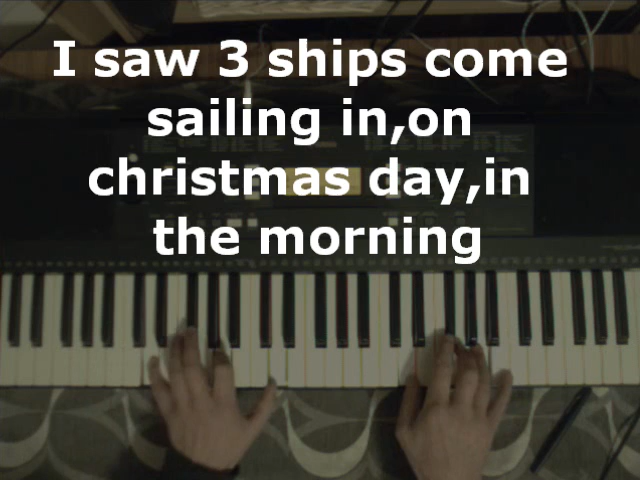 I saw 3 ships come
sailing in,on
christmas day,in
the morning